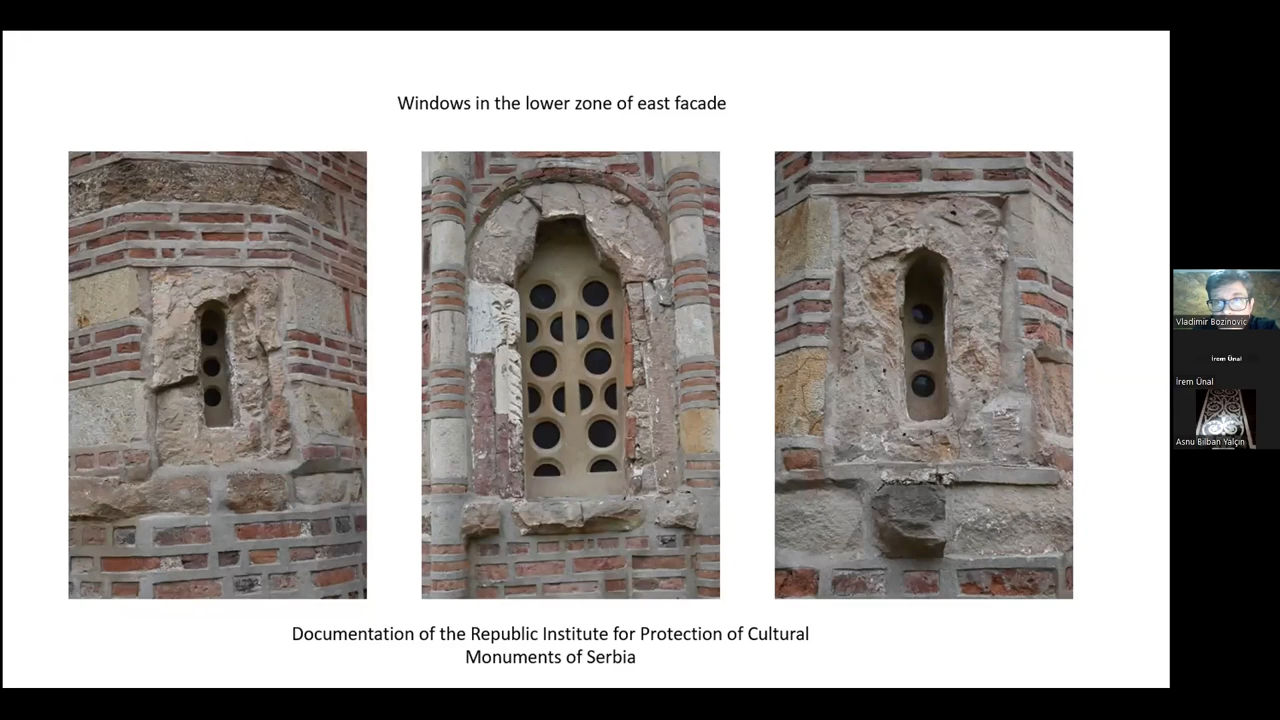 Windows in the lower zone of east facade
Documentation of the Republic Institute for Protection of Cultural
Monuments of Serbia
Vladimir Bozinovic
İrem Ünal
İrem Ünal
Asnu Bilban Yalçın